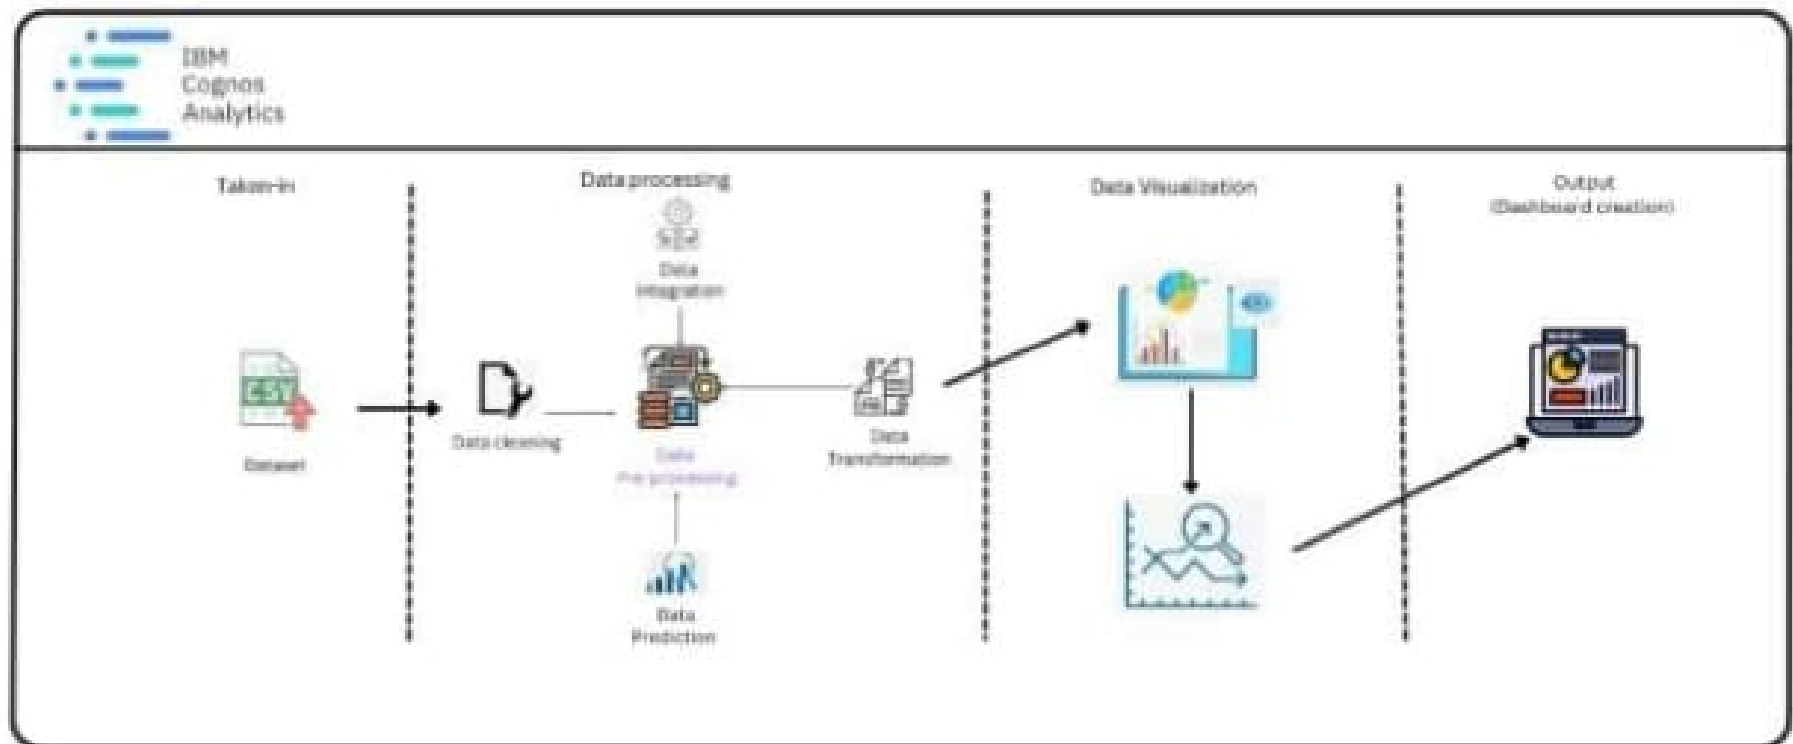 IBM
Cognos
Analytics
Taken-In
Data processing
Data Visualization
Output
(Dashboard creation)
Data
Integration
CSV
Dataset
Data cleaning
Data
Pre-processing
Data
Transformation
Data
Prediction